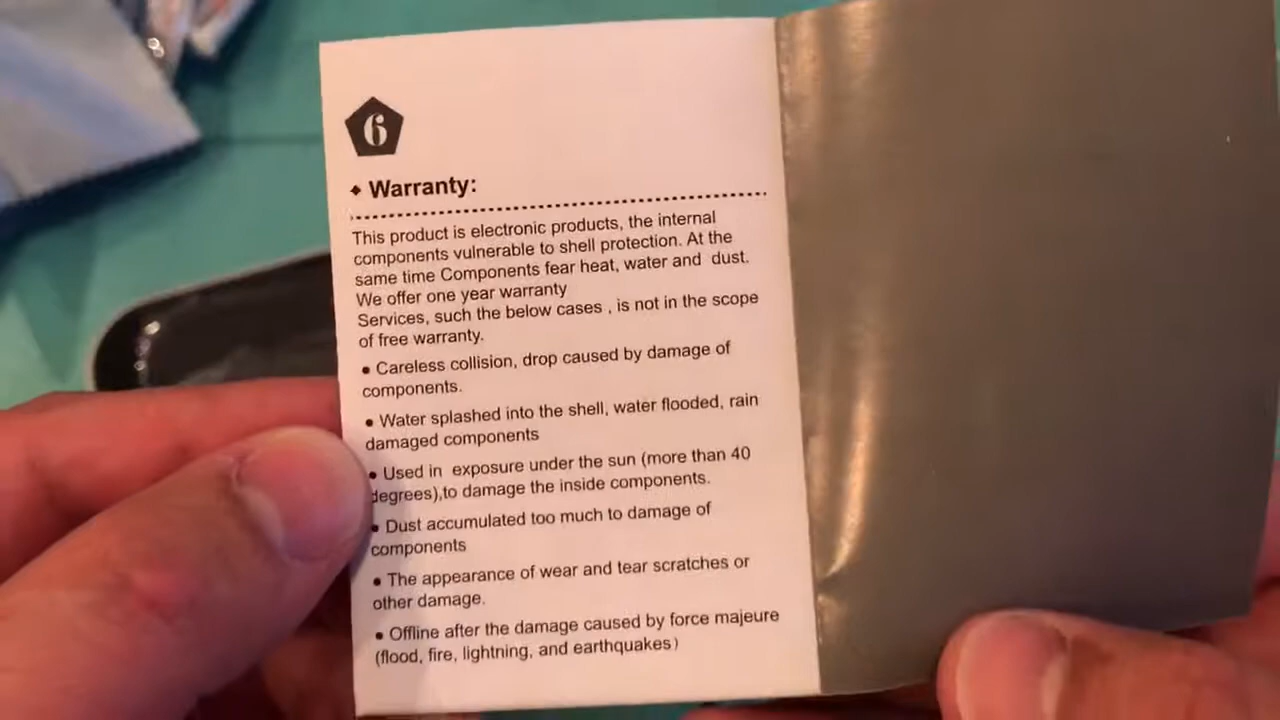 6
Warranty:
This product is electronic products, the internal
components vulnerable to shell protection. At the
same time Components fear heat, water and dust.
We offer one year warranty
Services, such the below cases , is not in the scope
of free warranty.
• Careless collision, drop caused by damage of
components.
• Water splashed into the shell, water flooded, rain
damaged components
• Used in exposure under the sun (more than 40
degrees),to damage the inside components.
• Dust accumulated too much to damage of
components
• The appearance of wear and tear scratches or
other damage.
• Offline after the damage caused by force majeure
(flood, fire, lightning, and earthquakes)